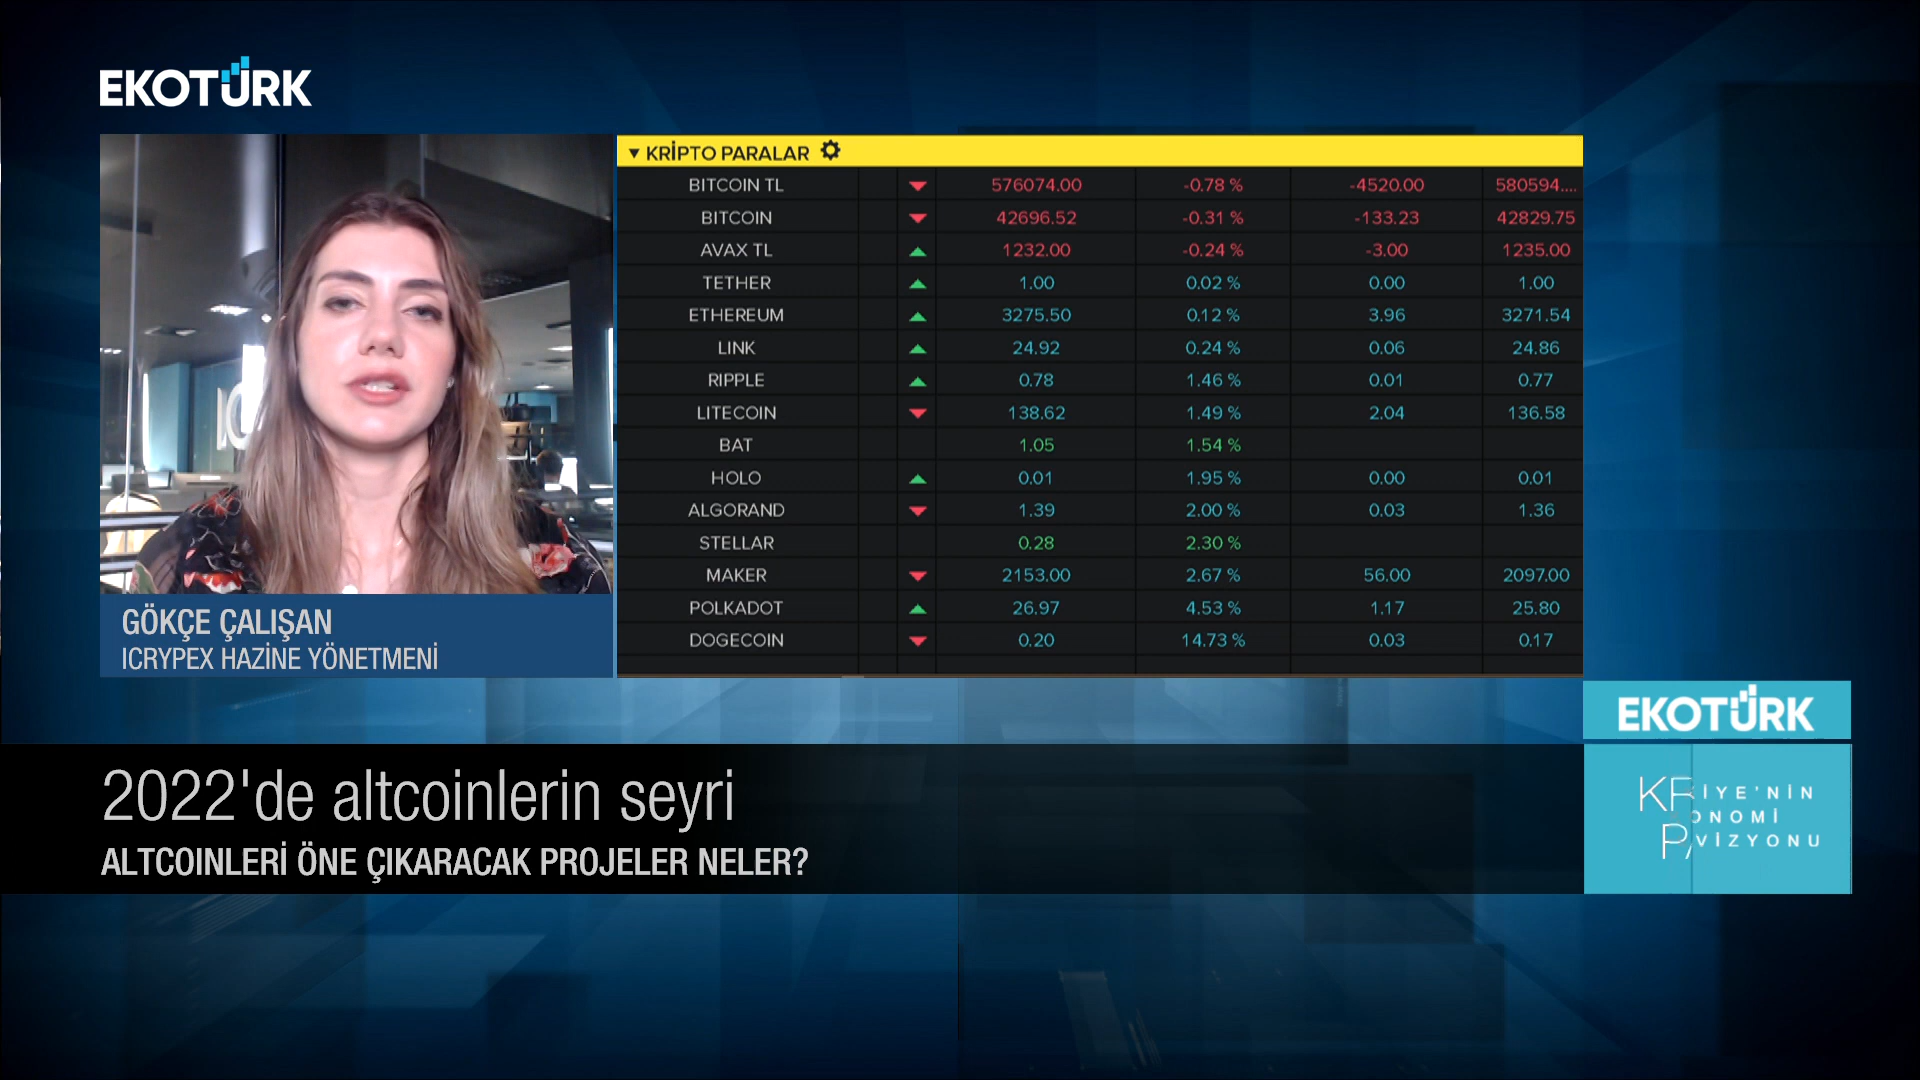 EKOTÜRK
▼ KRİPTO PARALAR
BITCOIN TL 576074.00 -0.78 % -4520.00 580594....
BITCOIN 42696.52 -0.31 % -133.23 42829.75
AVAX TL 1232.00 -0.24 % -3.00 1235.00
TETHER 1.00 0.02 % 0.00 1.00
ETHEREUM 3275.50 0.12 % 3.96 3271.54
LINK 24.92 0.24 % 0.06 24.86
RIPPLE 0.78 1.46 % 0.01 0.77
LITECOIN 138.62 1.49 % 2.04 136.58
BAT 1.05 1.54 %
HOLO 0.01 1.95 % 0.00 0.01
ALGORAND 1.39 2.00 % 0.03 1.36
STELLAR 0.28 2.30 %
MAKER 2153.00 2.67 % 56.00 2097.00
POLKADOT 26.97 4.53 % 1.17 25.80
DOGECOIN 0.20 14.73 % 0.03 0.17
GÖKÇE ÇALIŞAN
ICRYPEX HAZİNE YÖNETMENİ
EKOTÜRK
2022'de altcoinlerin seyri
ALTCOINLERİ ÖNE ÇIKARACAK PROJELER NELER?
İYE'NİN
ONOMİ
VİZYONU